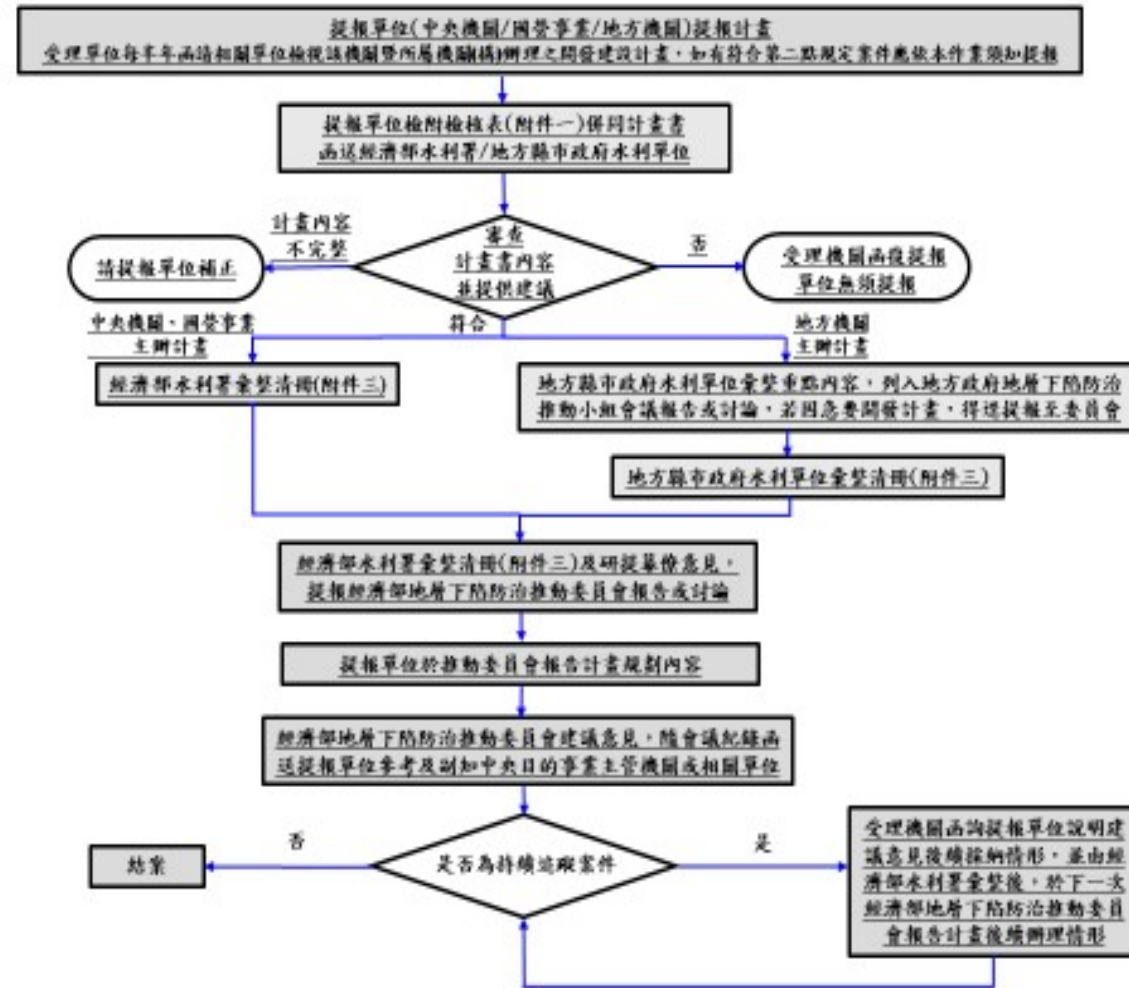 提報單位(中央機關/國營事業/地方機關)提報計畫
受理單位每半年函請相關單位檢視該機關暨所屬機關(構)辦理之開發建設計畫，如有符合第二點規定案件應依本作業須知提報
提報單位檢附檢核表(附件一)併同計畫書
函送經濟部水利署/地方縣市政府水利單位
計畫內容
不完整
審查
計畫書內容
並提供建議
否
請提報單位補正
受理機關函復提報
單位無須提報
中央機關、國營事業
主辦計畫
符合
地方機關
主辦計畫
經濟部水利署彙整清冊(附件三)
地方縣市政府水利單位彙整重點內容，列入地方政府地層下陷防治
推動小組會議報告或討論，若因急要開發計畫，得逕提報至委員會
地方縣市政府水利單位彙整清冊(附件三)
經濟部水利署彙整清冊(附件三)及研提幕僚意見，
提報經濟部地層下陷防治推動委員會報告或討論
提報單位於推動委員會報告計畫規劃內容
經濟部地層下陷防治推動委員會建議意見，隨會議紀錄函
送提報單位參考及副知中央目的事業主管機關或相關單位
否
是否為持續追蹤案件
是
結案
受理機關函詢提報單位說明建
議意見後續採納情形，並由經
濟部水利署彙整後，於下一次
經濟部地層下陷防治推動委員
會報告計畫後續辦理情形